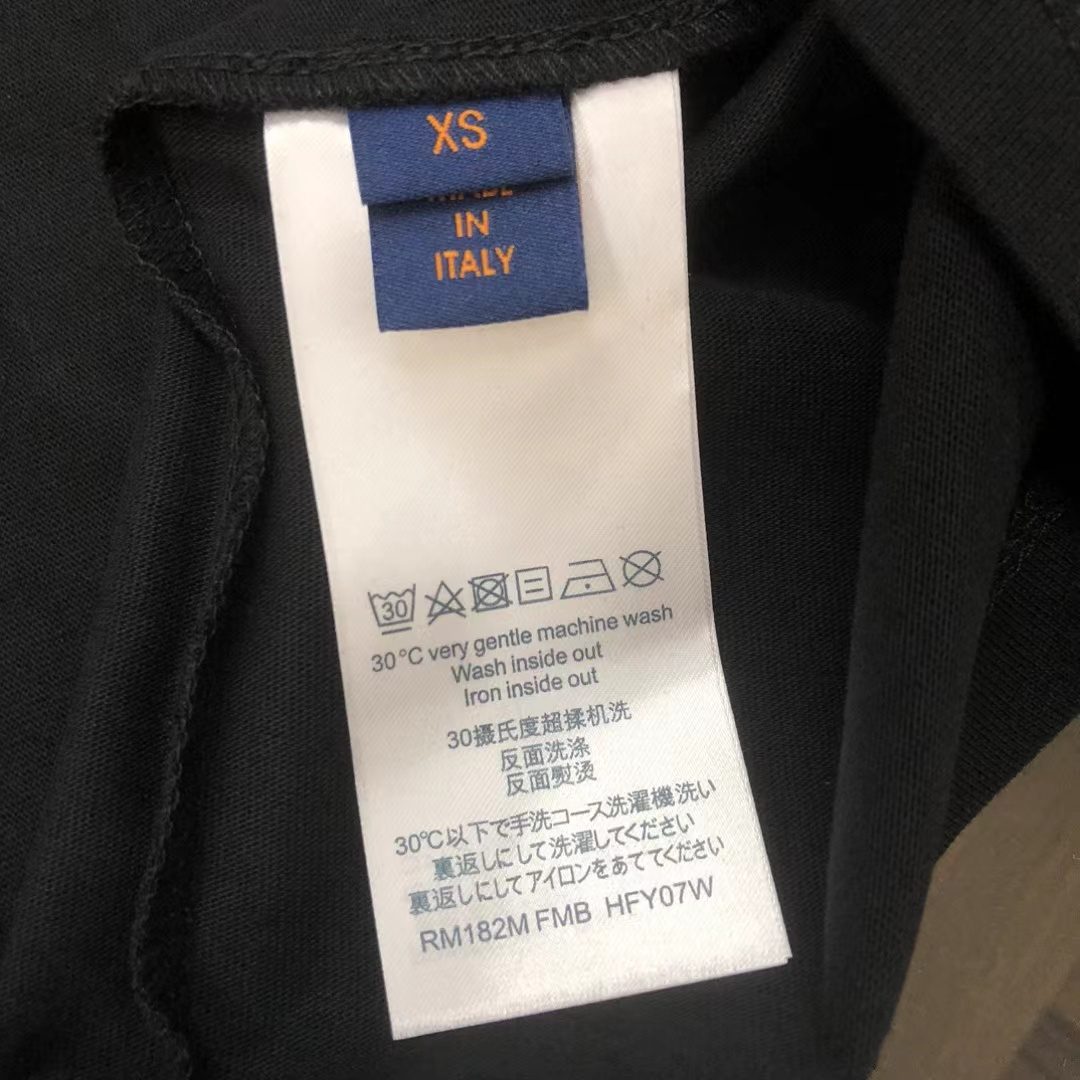 XS
MADE
IN
ITALY
30
30°C very gentle machine wash
Wash inside out
Iron inside out
30摄氏度超揉机洗
反面洗涤
反面熨烫
30℃以下で手洗コース洗濯機洗い
裏返しにして洗濯してください
裏返しにしてアイロンをあててください
RM182M FMB HFY07W